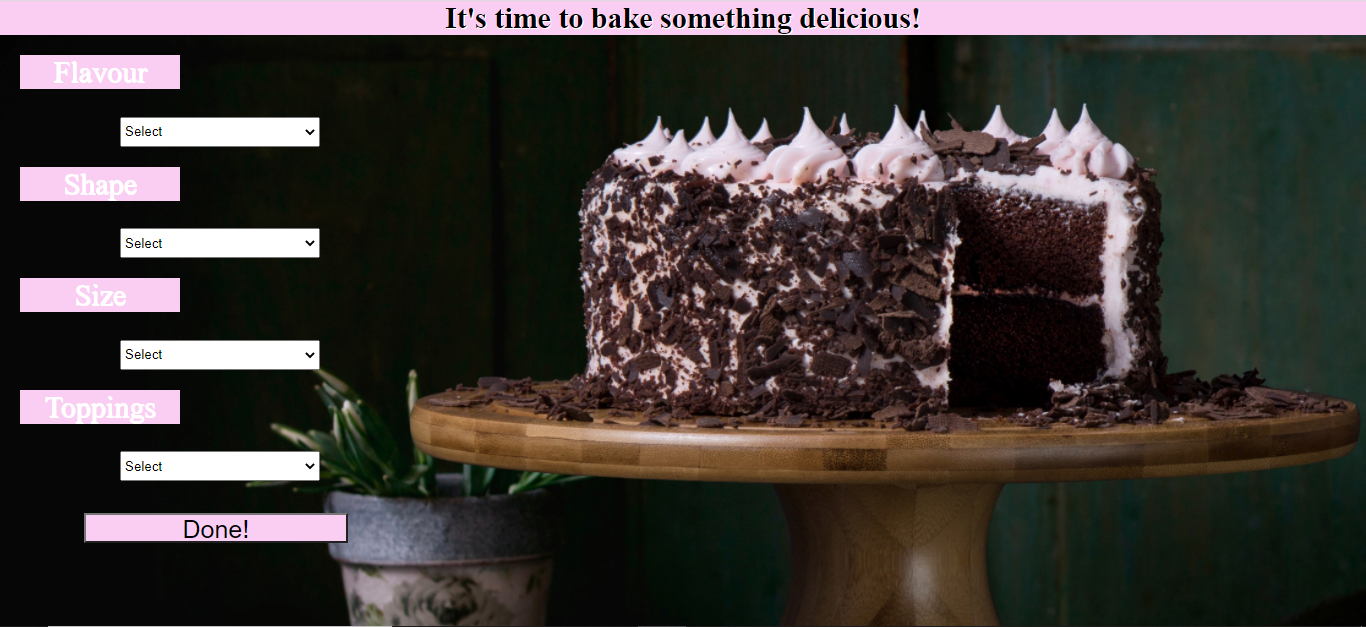 It's time to bake something delicious!
Flavour
Select
Shape
Select
Size
Select
Toppings
Select
Done!